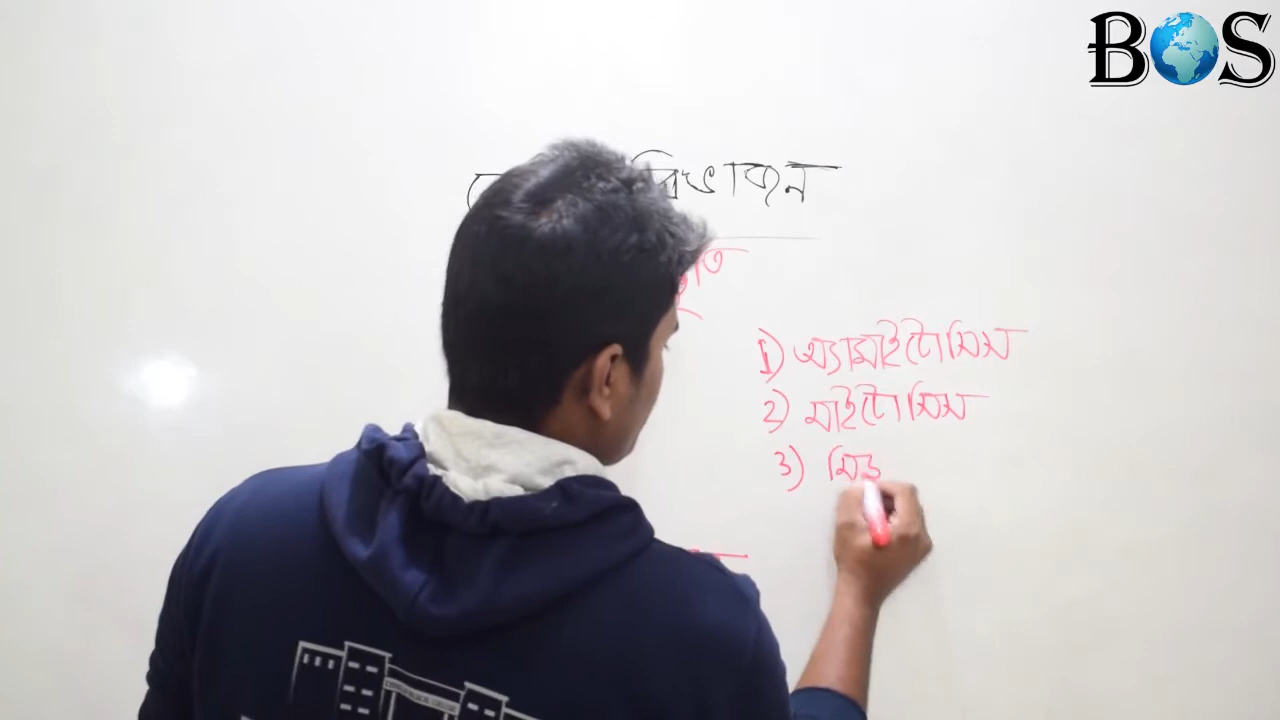 BOS
বিভাজন
1) অ্যামাইটোসিস
2) মাইটোসিস
3) মিও